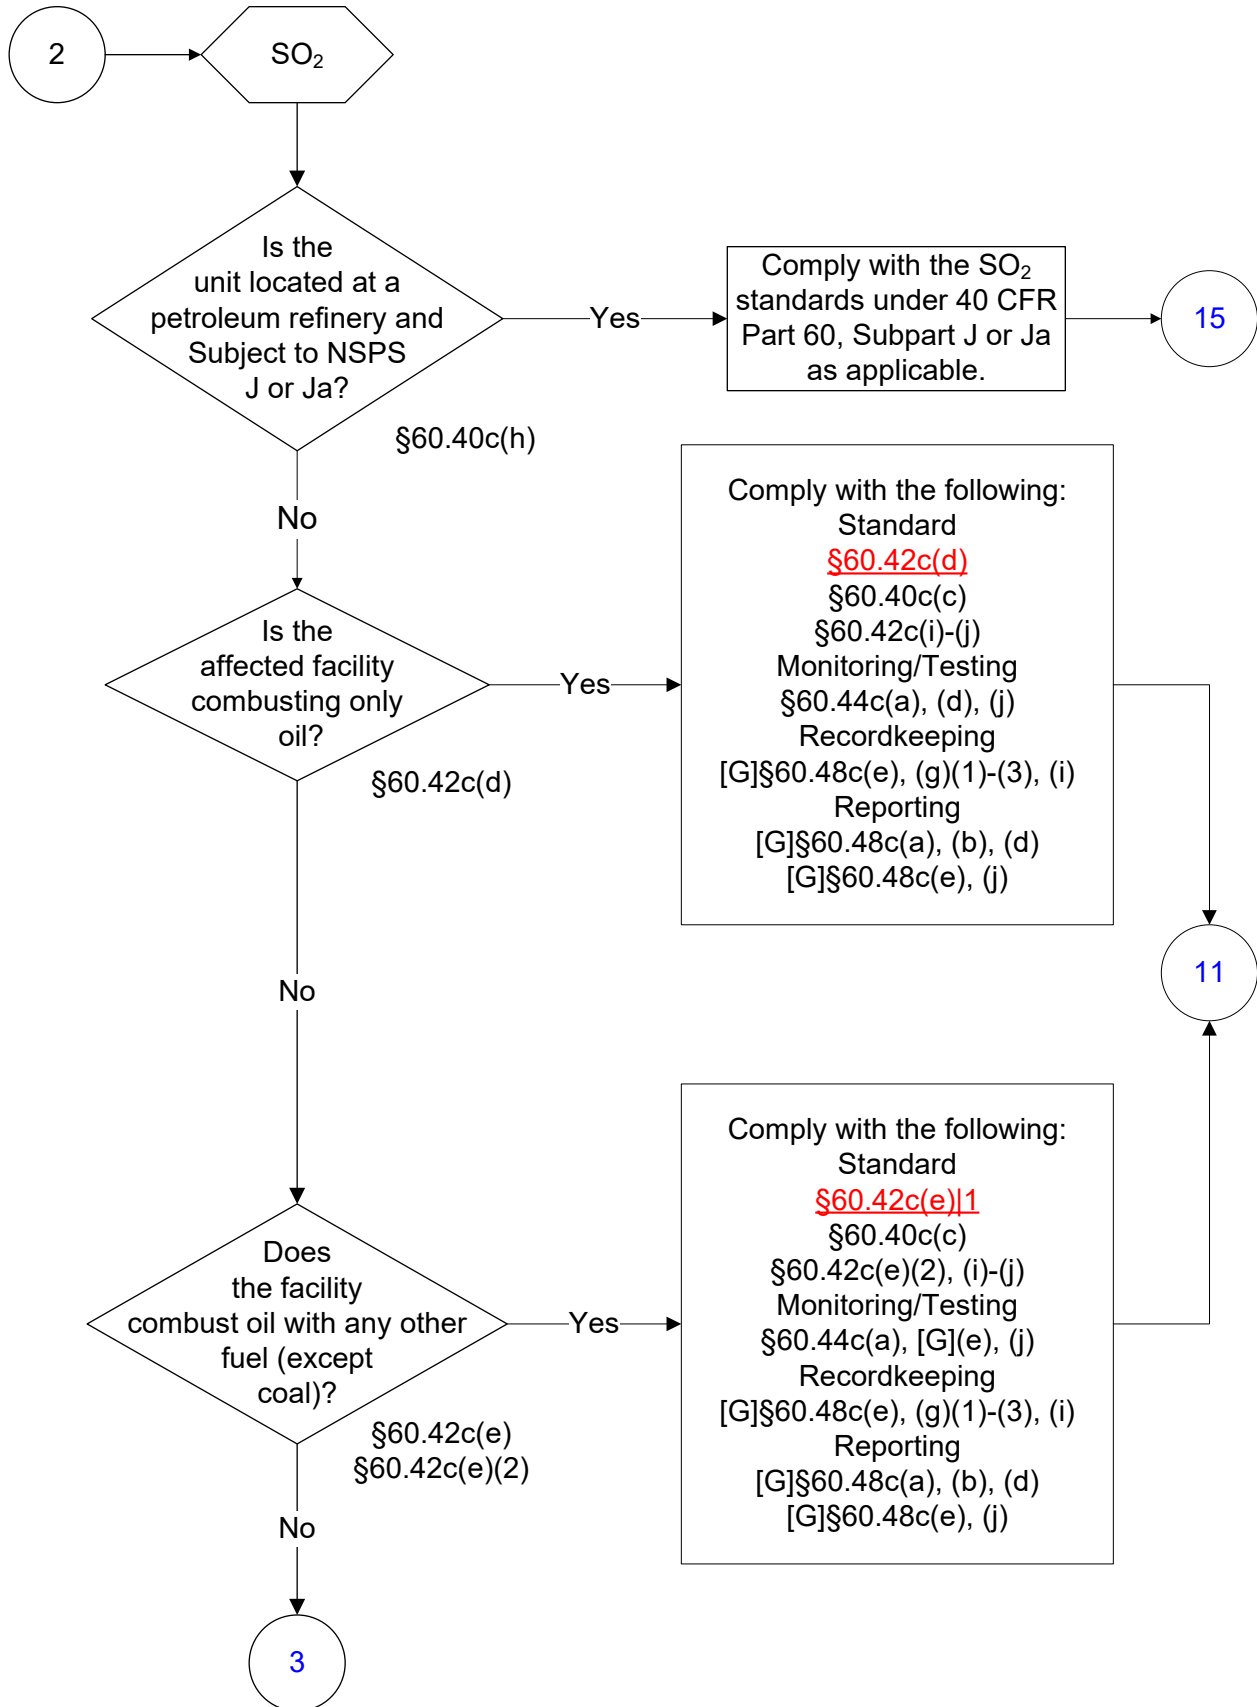 2
SO₂
Is the
unit located at a
petroleum refinery and
Subject to NSPS
J or Ja?
Yes
Comply with the SO₂
standards under 40 CFR
Part 60, Subpart J or Ja
as applicable.
15
§60.40c(h)
No
Is the
affected facility
combusting only
oil?
Yes
§60.42c(d)
Comply with the following:
Standard
§60.42c(d)
§60.40c(c)
§60.42c(i)-(j)
Monitoring/Testing
§60.44c(a), (d), (j)
Recordkeeping
[G]§60.48c(e), (g)(1)-(3), (i)
Reporting
[G]§60.48c(a), (b), (d)
[G]§60.48c(e), (j)
11
No
Does
the facility
combust oil with any other
fuel (except
coal)?
Yes
§60.42c(e)
§60.42c(e)(2)
Comply with the following:
Standard
§60.42c(e)|1
§60.40c(c)
§60.42c(e)(2), (i)-(j)
Monitoring/Testing
§60.44c(a), [G](e), (j)
Recordkeeping
[G]§60.48c(e), (g)(1)-(3), (i)
Reporting
[G]§60.48c(a), (b), (d)
[G]§60.48c(e), (j)
No
3